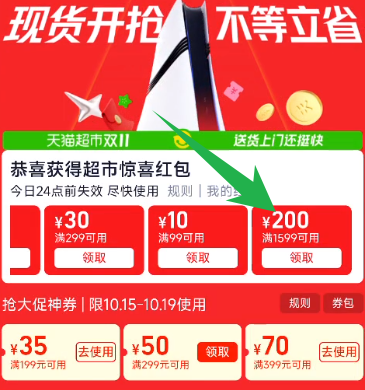 现货开抢 不等立省
天猫超市双11 送货上门还挺快
恭喜获得超市惊喜红包
今日24点前失效 尽快使用 规则 | 我的
¥30 ¥10 ¥200
满299可用 满99可用 满1599可用
领取 领取 领取
抢大促神券 | 限10.15-10.19使用 规则 券包
¥35 去使用 ¥50 领取 ¥70 去使用
满199元可用 满299元可用 满399元可用